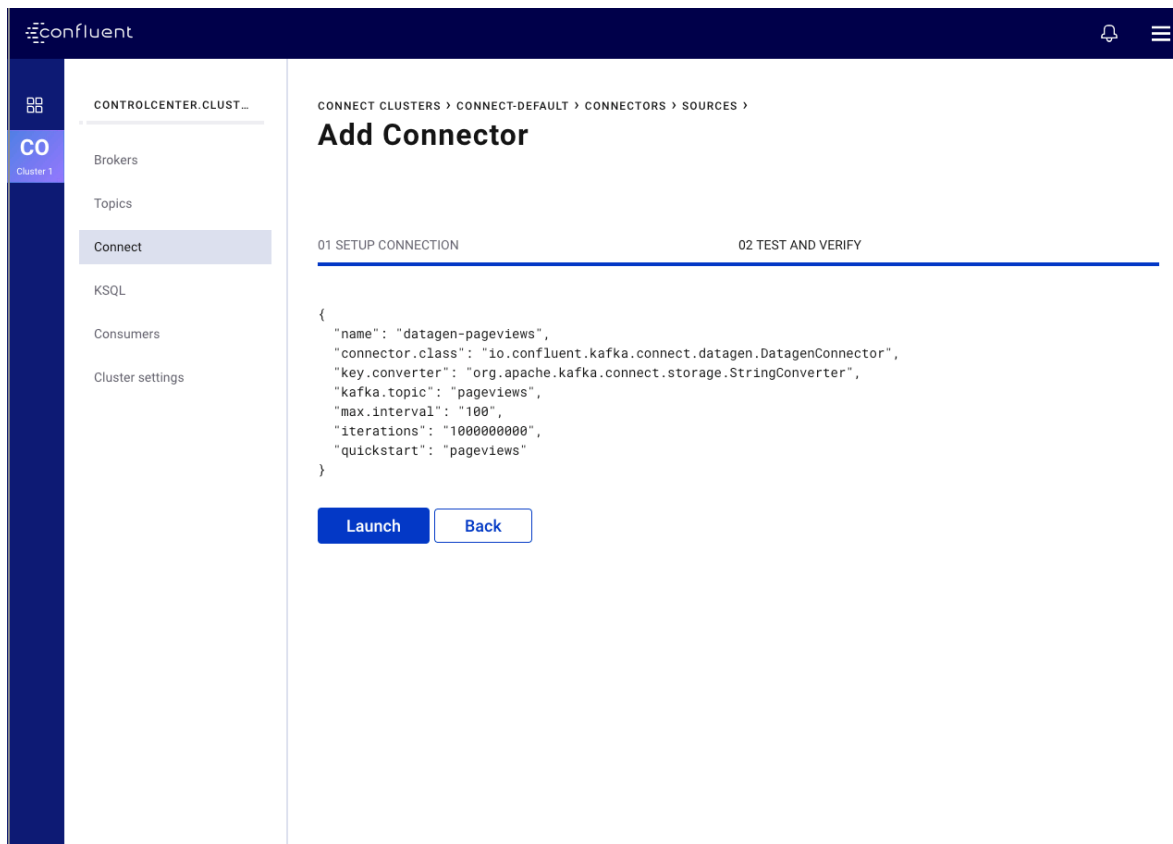 confluent
CONTROLCENTER.CLUST...
CO
Cluster 1
Brokers
Topics
Connect
KSQL
Consumers
Cluster settings
CONNECT CLUSTERS › CONNECT-DEFAULT › CONNECTORS › SOURCES ›
Add Connector
01 SETUP CONNECTION
02 TEST AND VERIFY
{
"name": "datagen-pageviews",
"connector.class": "io.confluent.kafka.connect.datagen.DatagenConnector",
"key.converter": "org.apache.kafka.connect.storage.StringConverter",
"kafka.topic": "pageviews",
"max.interval": "100",
"iterations": "1000000000",
"quickstart": "pageviews"
}
Launch
Back